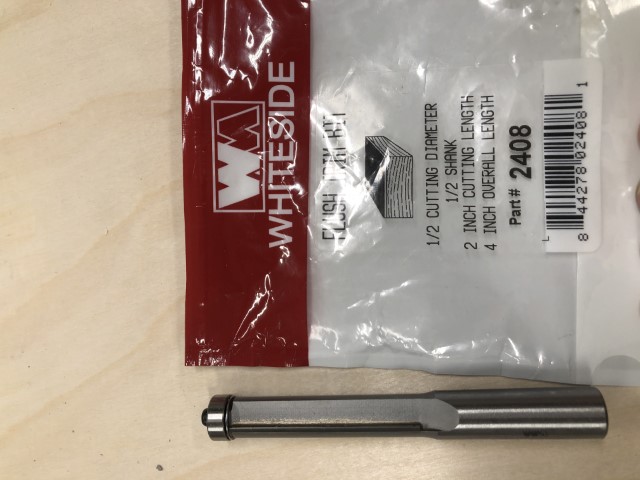 WHITESIDE
FLUSH TRIM BIT
1/2 CUTTING DIAMETER
1/2 SHANK
2 INCH CUTTING LENGTH
4 INCH OVERALL LENGTH
Part# 2408
L
8 44278 02408 1